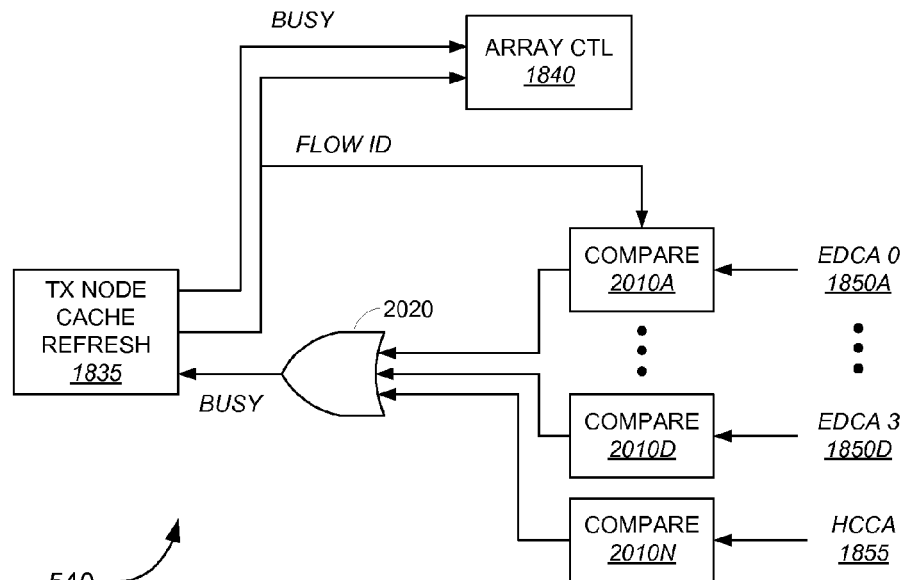 BUSY
ARRAY CTL
1840
FLOW ID
COMPARE
2010A
EDCA 0
1850A
TX NODE
CACHE
REFRESH
1835
2020
BUSY
COMPARE
2010D
EDCA 3
1850D
COMPARE
2010N
HCCA
1855
540